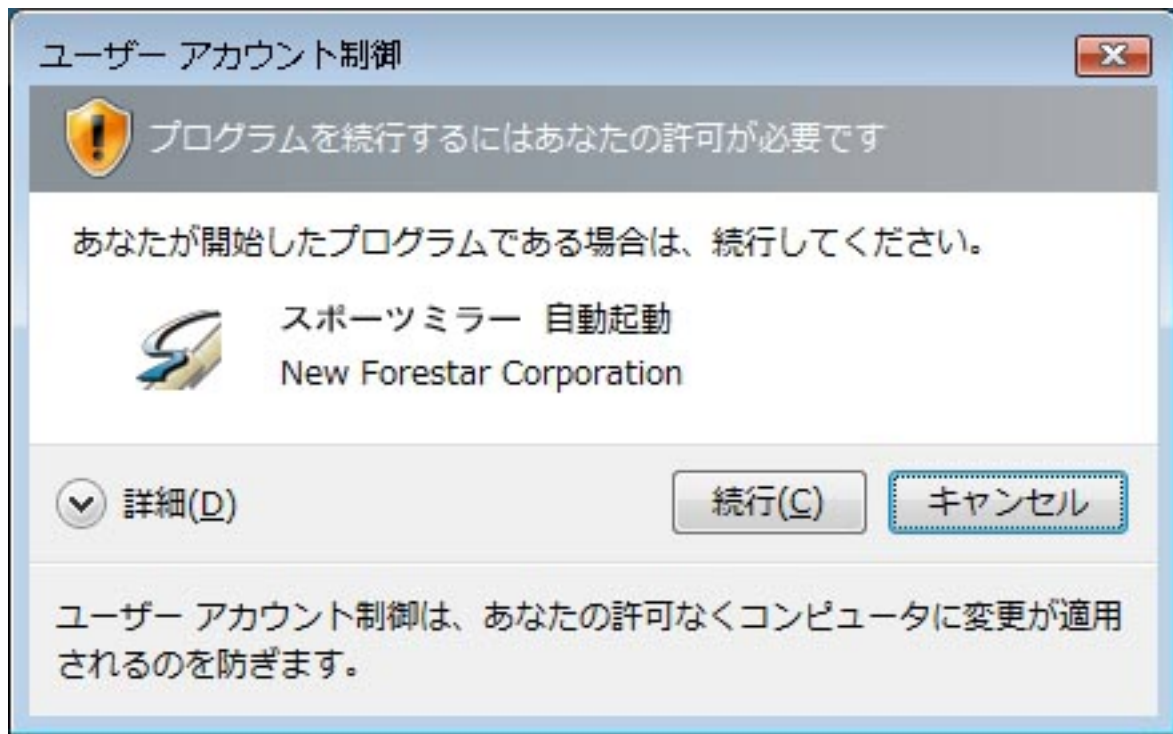 ユーザー アカウント制御
プログラムを続行するにはあなたの許可が必要です
あなたが開始したプログラムである場合は、続行してください。
スポーツミラー 自動起動
New Forestar Corporation
詳細(D)
続行(C)
キャンセル
ユーザー アカウント制御は、あなたの許可なくコンピュータに変更が適用
されるのを防ぎます。